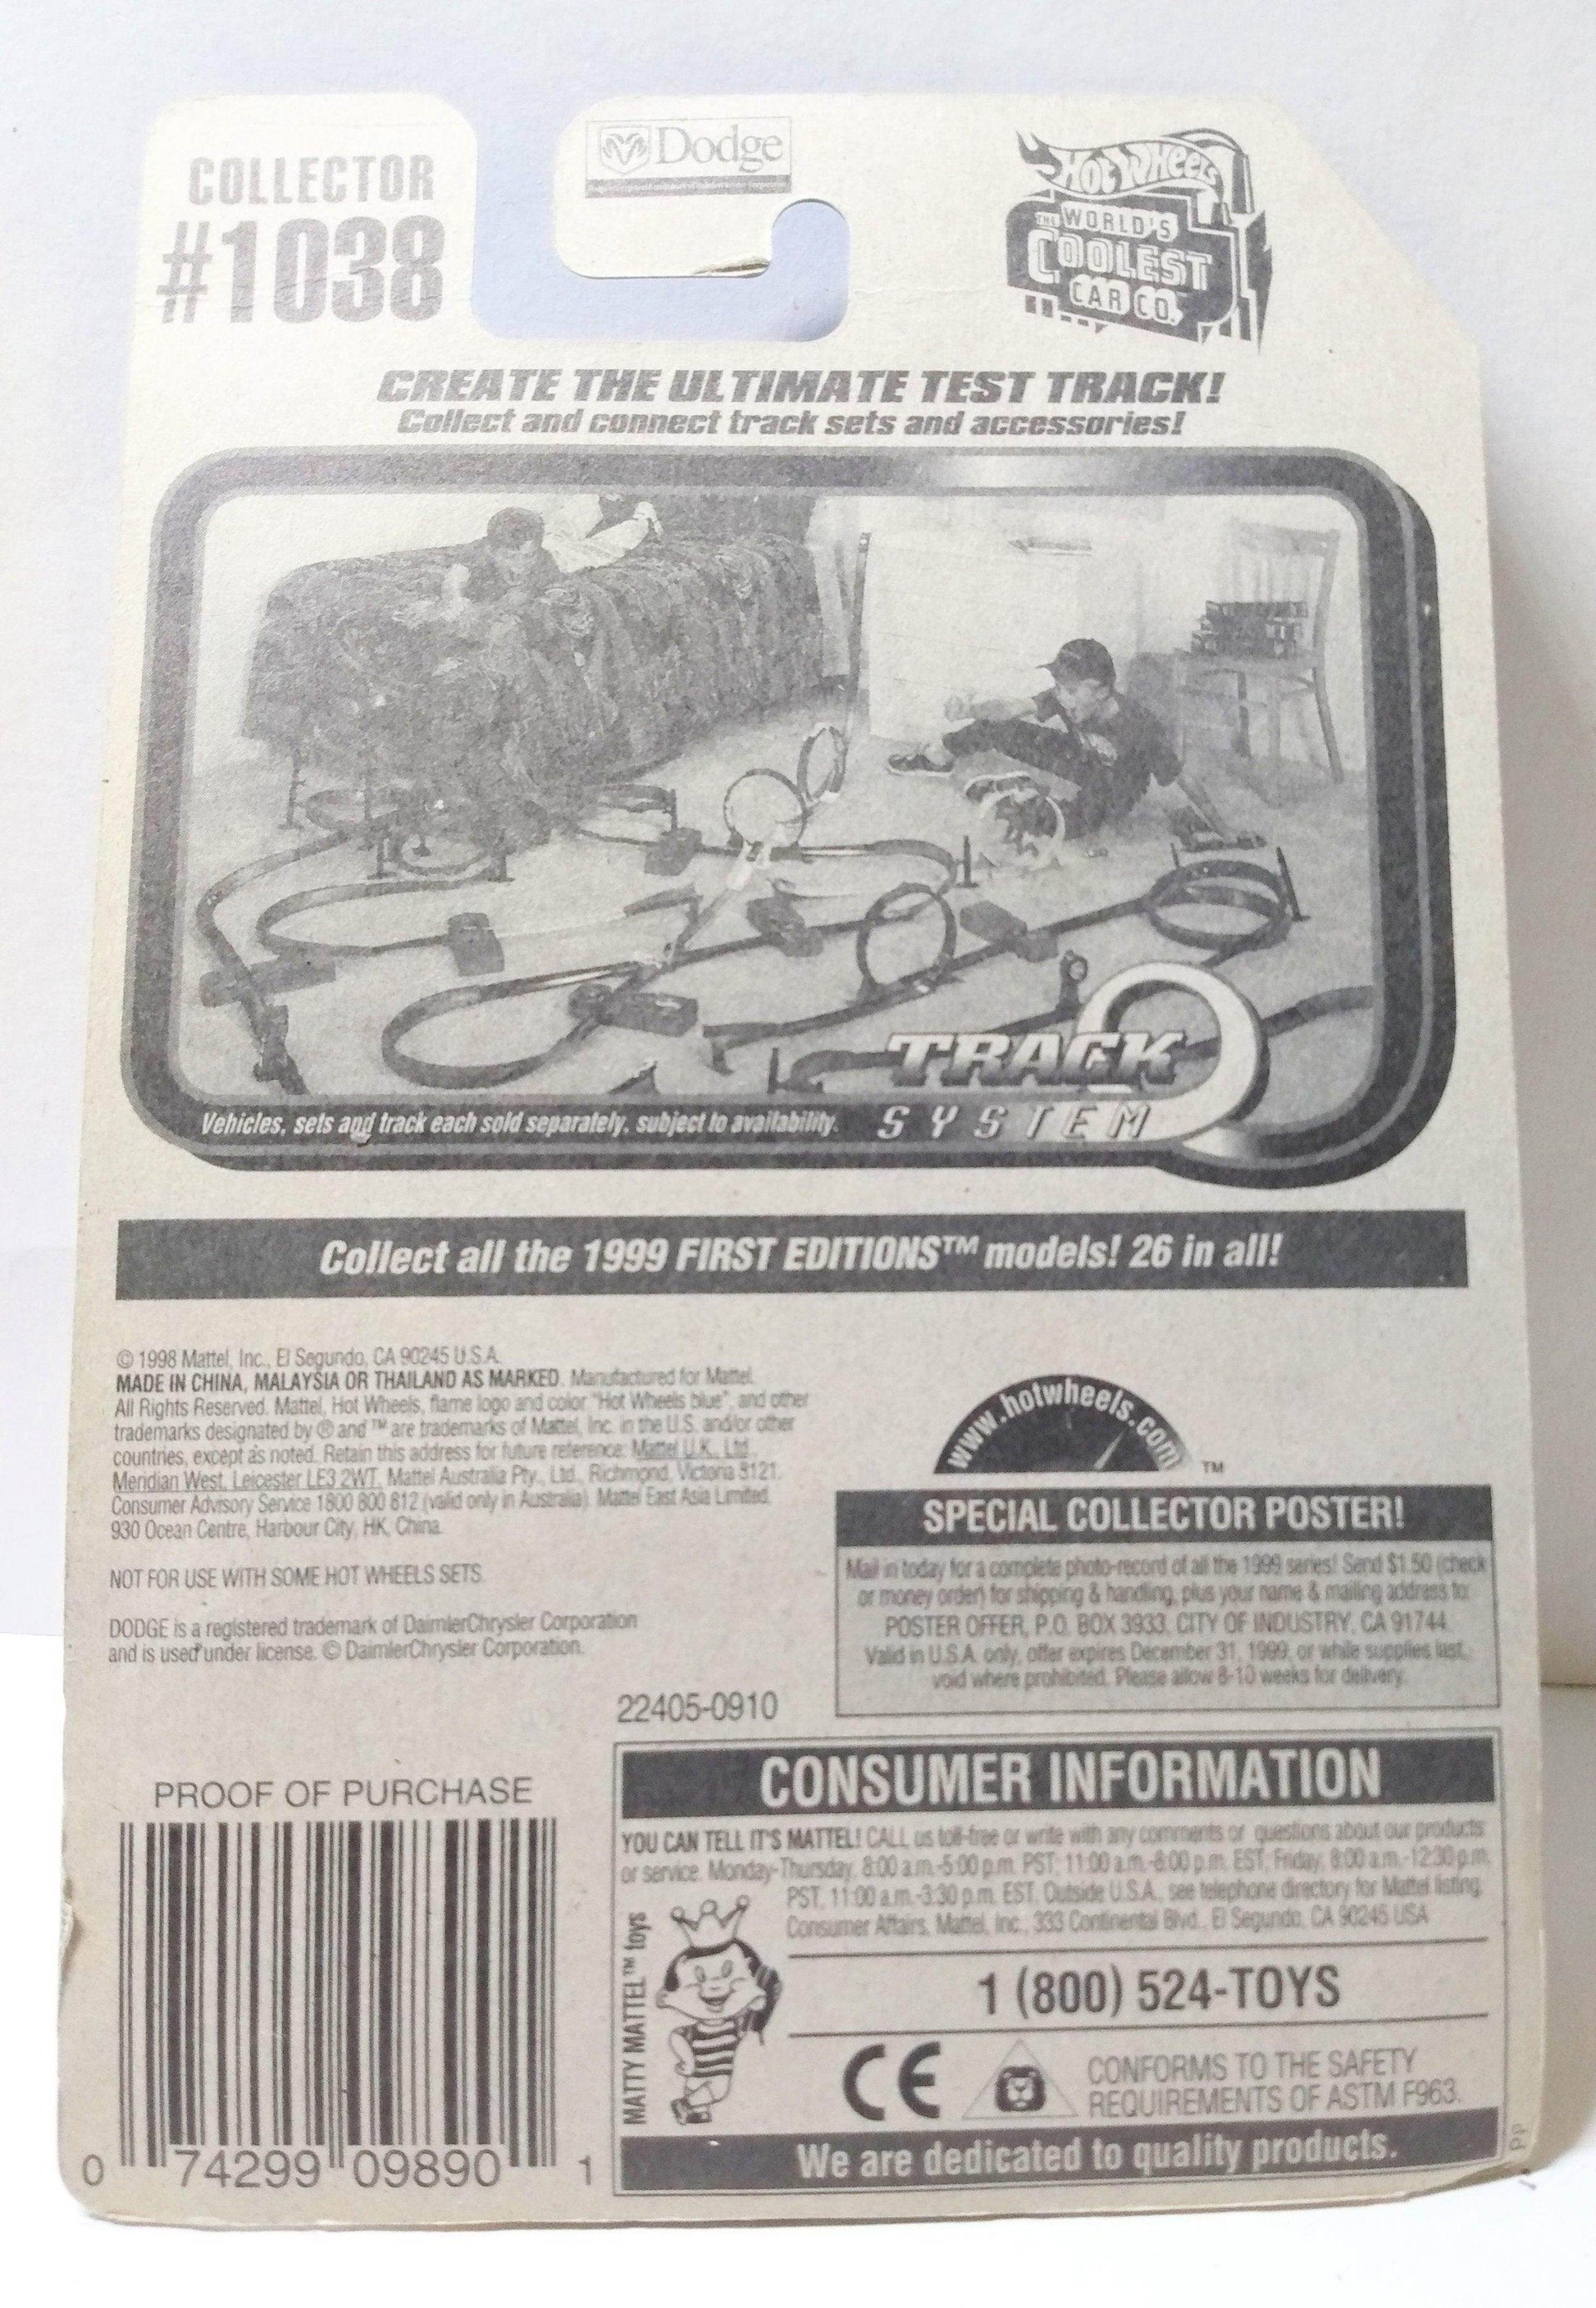 COLLECTOR
#1038
Dodge
Hot Wheels
THE WORLD'S
COOLEST
CAR CO.
CREATE THE ULTIMATE TEST TRACK!
Collect and connect track sets and accessories!
TRACK
SYSTEM
Vehicles, sets and track each sold separately, subject to availability.
Collect all the 1999 FIRST EDITIONS™ models! 26 in all!
© 1998 Mattel, Inc., El Segundo, CA 90245 U.S.A.
MADE IN CHINA, MALAYSIA OR THAILAND AS MARKED. Manufactured for Mattel.
All Rights Reserved. Mattel, Hot Wheels, flame logo and color "Hot Wheels blue", and other
trademarks designated by ® and ™ are trademarks of Mattel, Inc. in the U.S. and/or other
countries, except as noted. Retain this address for future reference: Mattel U.K., Ltd.,
Meridian West, Leicester LE3 2WT. Mattel Australia Pty., Ltd., Richmond, Victoria 3121.
Consumer Advisory Service 1800 800 812 (valid only in Australia). Mattel East Asia Limited,
930 Ocean Centre, Harbour City, HK, China.
NOT FOR USE WITH SOME HOT WHEELS SETS.
DODGE is a registered trademark of DaimlerChrysler Corporation
and is used under license. © DaimlerChrysler Corporation.
22405-0910
www.hotwheels.com
™
SPECIAL COLLECTOR POSTER!
Mail in today for a complete photo-record of all the 1999 series! Send $1.50 (check
or money order) for shipping & handling, plus your name & mailing address to:
POSTER OFFER, P.O. BOX 3933, CITY OF INDUSTRY, CA 91744.
Valid in U.S.A. only, offer expires December 31, 1999, or while supplies last,
void where prohibited. Please allow 8-10 weeks for delivery.
PROOF OF PURCHASE
0 74299 09890 1
CONSUMER INFORMATION
YOU CAN TELL IT'S MATTEL! CALL us toll-free or write with any comments or questions about our products
or service. Monday-Thursday, 8:00 a.m.-5:00 p.m. PST, 11:00 a.m.-8:00 p.m. EST, Friday, 8:00 a.m.-12:30 p.m.
PST, 11:00 a.m.-3:30 p.m. EST. Outside U.S.A., see telephone directory for Mattel listing.
Consumer Affairs, Mattel, Inc., 333 Continental Blvd., El Segundo, CA 90245 USA
MATTY MATTEL™ toys
1 (800) 524-TOYS
CE
CONFORMS TO THE SAFETY
REQUIREMENTS OF ASTM F963.
We are dedicated to quality products.
PP